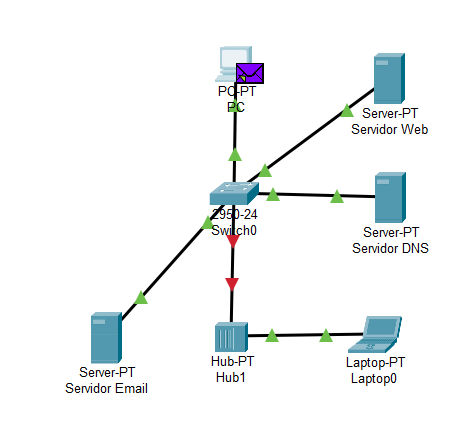 PC-PT
PC
Server-PT
Servidor Web
2950-24
Switch0
Server-PT
Servidor DNS
Hub-PT
Hub1
Laptop-PT
Laptop0
Server-PT
Servidor Email